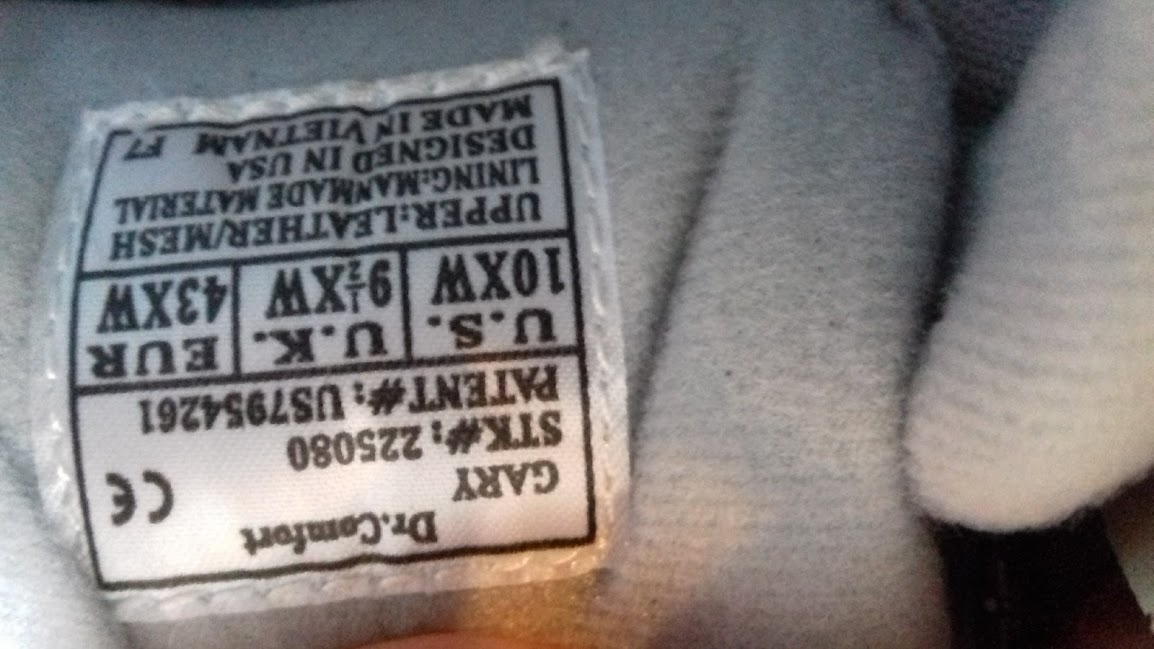 Dr.Comfort
GARY CE
STK#: 225080
PATENT#: US7954261
U.S. U.K. EUR
10XW 9½XW 43XW
UPPER:LEATHER/MESH
LINING:MANMADE MATERIAL
DESIGNED IN USA
MADE IN VIETNAM F7